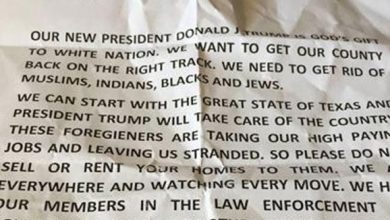 OUR NEW PRESIDENT DONALD J.TRUMP IS GOD'S GIFT
TO WHITE NATION. WE WANT TO GET OUR COUNTY
BACK ON THE RIGHT TRACK. WE NEED TO GET RID OF
MUSLIMS, INDIANS, BLACKS AND JEWS.
WE CAN START WITH THE GREAT STATE OF TEXAS AND
PRESIDENT TRUMP WILL TAKE CARE OF THE COUNTRY
THESE FOREGIENERS ARE TAKING OUR HIGH PAYING
JOBS AND LEAVING US STRANDED. SO PLEASE DO
SELL OR RENT YOUR HOMES TO THEM. WE
EVERYWHERE AND WATCHING EVERY MOVE. WE
OUR MEMBERS IN THE LAW ENFORCEMENT